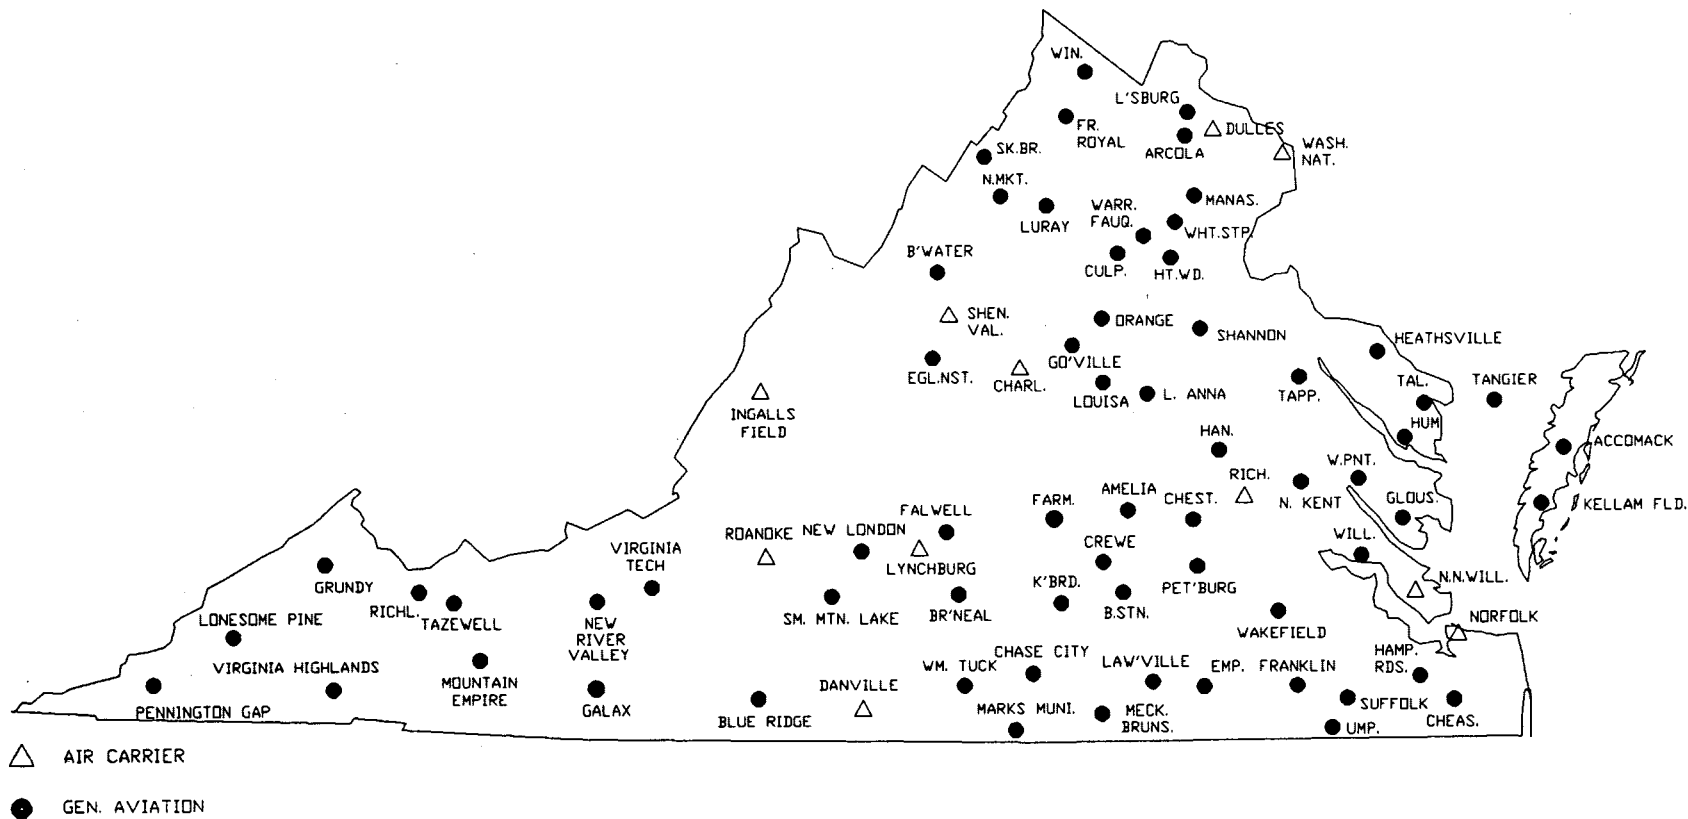 WIN.
L'SBURG
FR.
ROYAL
DULLES
ARCOLA
WASH.
NAT.
SK.BR.
N.MKT.
LURAY
WARR.
FAUQ.
MANAS.
WHT.STP.
CULP.
HT.WD.
B'WATER
SHEN.
VAL.
ORANGE
SHANNON
GO'VILLE
EGL.NST.
CHARL.
LOUISA
L. ANNA
TAPP.
HEATHSVILLE
TAL.
TANGIER
HUM
INGALLS
FIELD
HAN.
RICH.
W.PNT.
N. KENT
GLOUS.
ACCOMACK
KELLAM FLD.
FARM.
AMELIA
CHEST.
FALWELL
NEW LONDON
ROANOKE
LYNCHBURG
VIRGINIA
TECH
CREWE
K'BRD.
B.STN.
PET'BURG
WILL.
N.N.WILL.
NORFOLK
GRUNDY
RICHL.
TAZEWELL
LONESOME PINE
NEW
RIVER
VALLEY
SM. MTN. LAKE
BR'NEAL
WAKEFIELD
HAMP.
RDS.
VIRGINIA HIGHLANDS
MOUNTAIN
EMPIRE
PENNINGTON GAP
GALAX
BLUE RIDGE
DANVILLE
WM. TUCK
CHASE CITY
LAW'VILLE
EMP.
FRANKLIN
MARKS MUNI.
MECK.
BRUNS.
SUFFOLK
UMP.
CHEAS.
AIR CARRIER
GEN. AVIATION